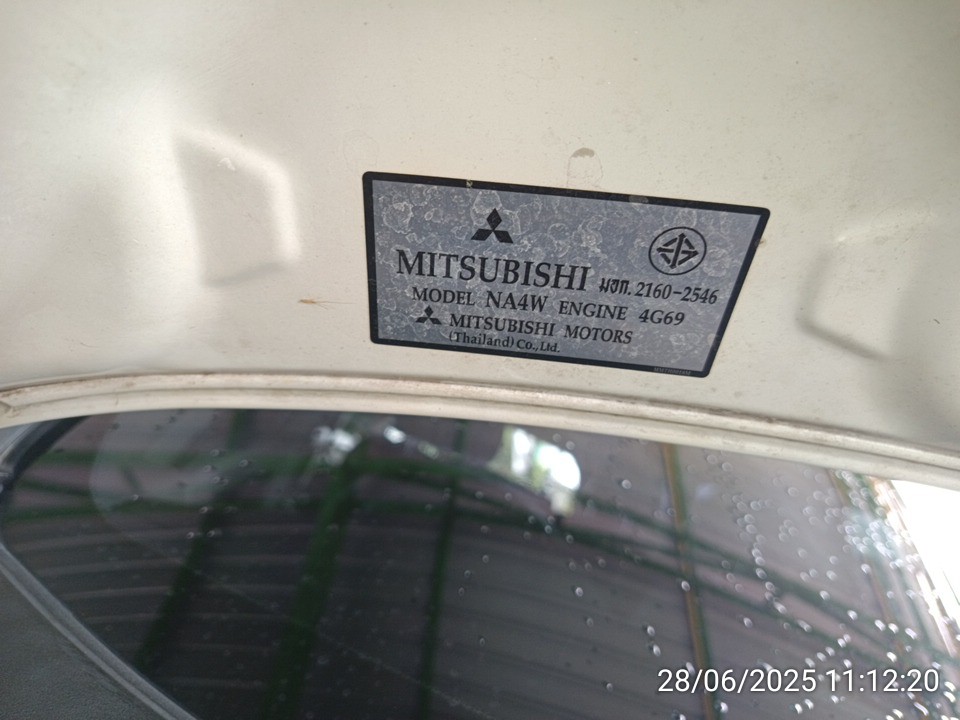 MITSUBISHI มอก. 2160-2546
MODEL NA4W ENGINE 4G69
MITSUBISHI MOTORS
(Thailand) Co., Ltd.
28/06/2025 11:12:20